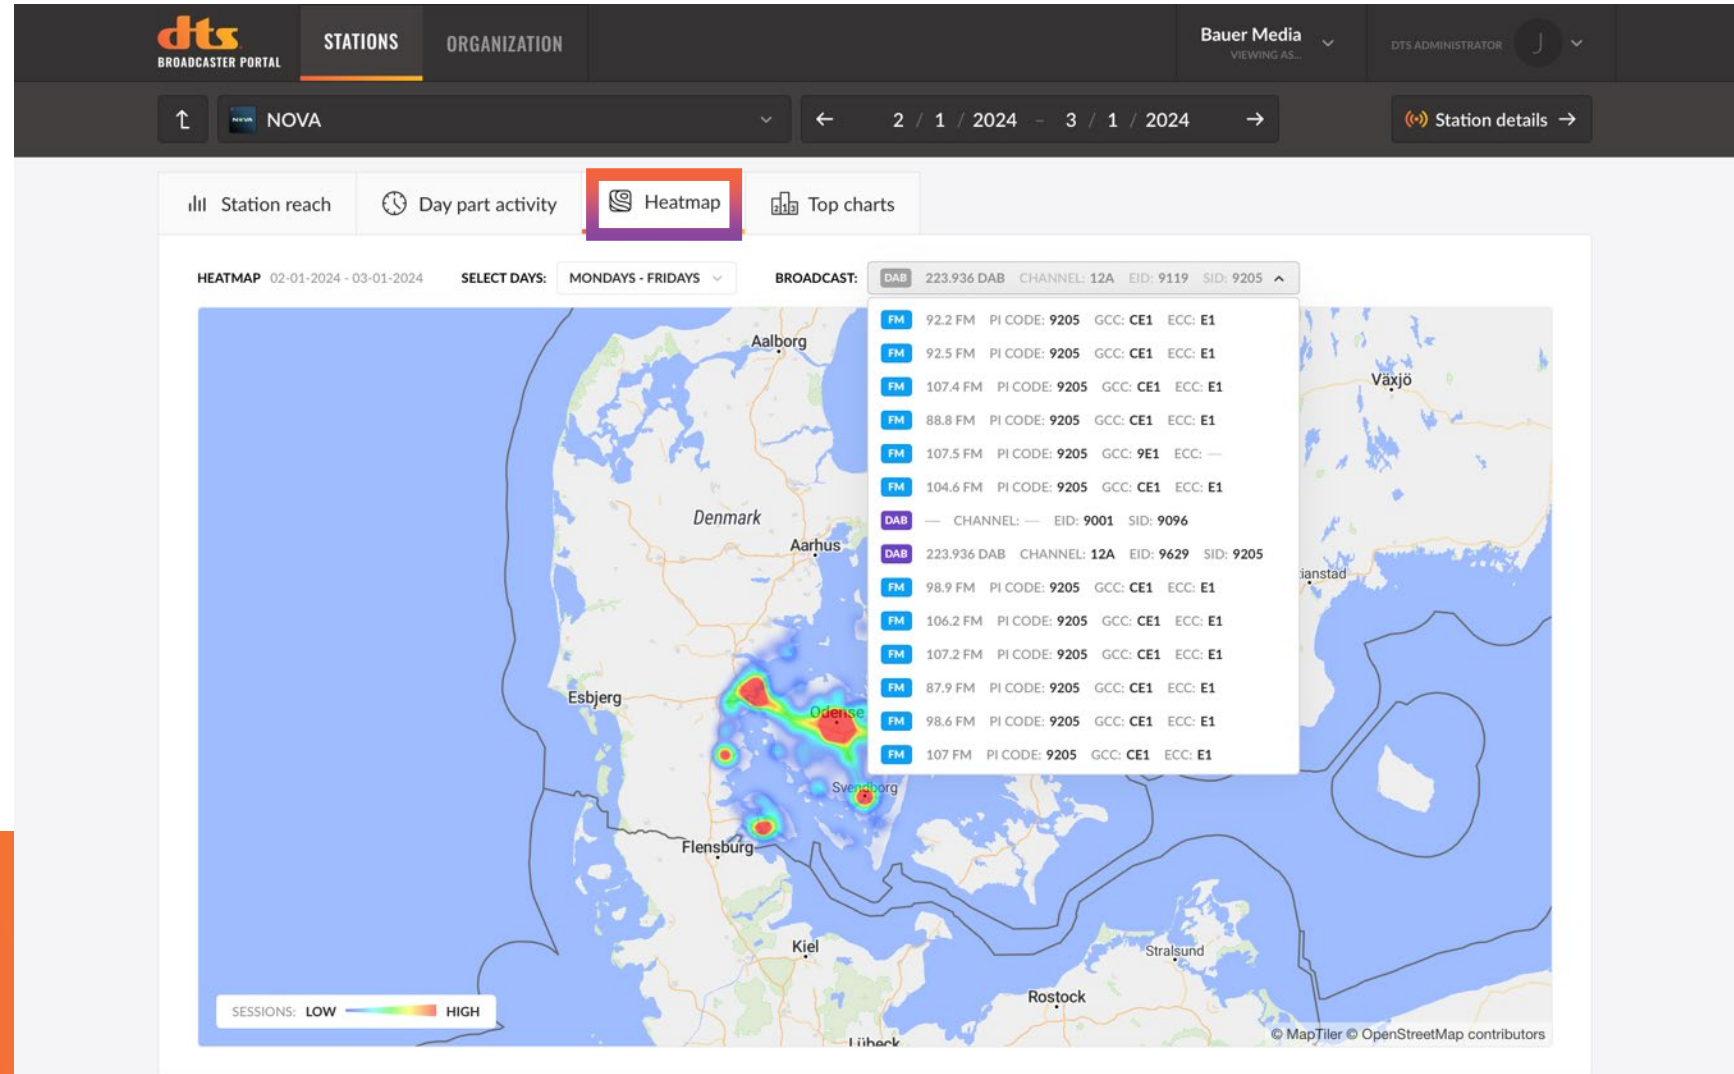 dts
BROADCASTER PORTAL
STATIONS
ORGANIZATION
Bauer Media
VIEWING AS...
DTS ADMINISTRATOR
J
NOVA
NOVA
2 / 1 / 2024 – 3 / 1 / 2024
Station details
Station reach
Day part activity
Heatmap
213
Top charts
HEATMAP 02-01-2024 - 03-01-2024
SELECT DAYS: MONDAYS - FRIDAYS
BROADCAST: DAB 223.936 DAB CHANNEL: 12A EID: 9119 SID: 9205
FM 92.2 FM PI CODE: 9205 GCC: CE1 ECC: E1
FM 92.5 FM PI CODE: 9205 GCC: CE1 ECC: E1
FM 107.4 FM PI CODE: 9205 GCC: CE1 ECC: E1
FM 88.8 FM PI CODE: 9205 GCC: CE1 ECC: E1
FM 107.5 FM PI CODE: 9205 GCC: 9E1 ECC: —
FM 104.6 FM PI CODE: 9205 GCC: CE1 ECC: E1
DAB — CHANNEL: — EID: 9001 SID: 9096
DAB 223.936 DAB CHANNEL: 12A EID: 9629 SID: 9205
FM 98.9 FM PI CODE: 9205 GCC: CE1 ECC: E1
FM 106.2 FM PI CODE: 9205 GCC: CE1 ECC: E1
FM 107.2 FM PI CODE: 9205 GCC: CE1 ECC: E1
FM 87.9 FM PI CODE: 9205 GCC: CE1 ECC: E1
FM 98.6 FM PI CODE: 9205 GCC: CE1 ECC: E1
FM 107 FM PI CODE: 9205 GCC: CE1 ECC: E1
Aalborg
Växjö
Denmark
Aarhus
ianstad
Esbjerg
Odense
Svendborg
Flensburg
Kiel
Stralsund
Rostock
Lübeck
SESSIONS: LOW HIGH
© MapTiler © OpenStreetMap contributors